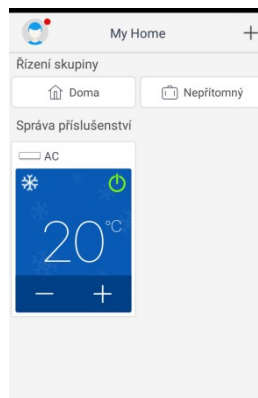 My Home
Řízení skupiny
Doma
Nepřítomný
Správa příslušenství
AC
20°C